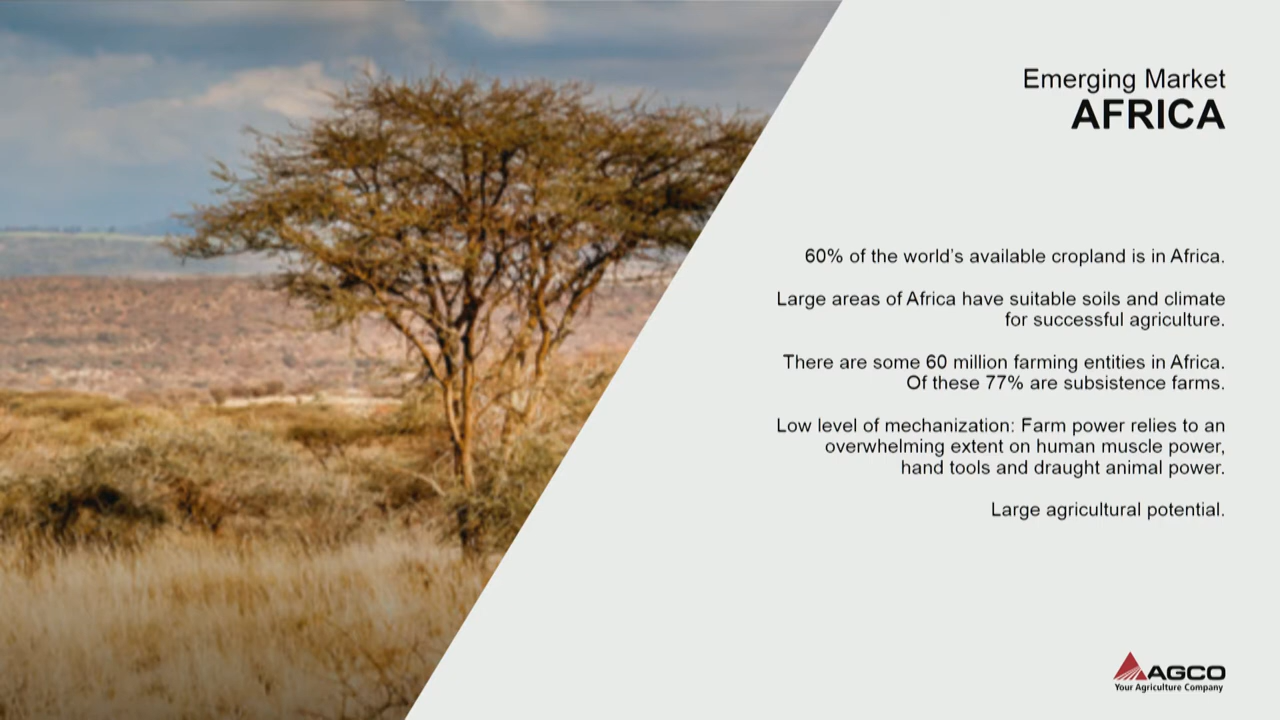 Emerging Market
AFRICA
60% of the world's available cropland is in Africa.
Large areas of Africa have suitable soils and climate
for successful agriculture.
There are some 60 million farming entities in Africa.
Of these 77% are subsistence farms.
Low level of mechanization: Farm power relies to an
overwhelming extent on human muscle power,
hand tools and draught animal power.
Large agricultural potential.
AGCO
Your Agriculture Company